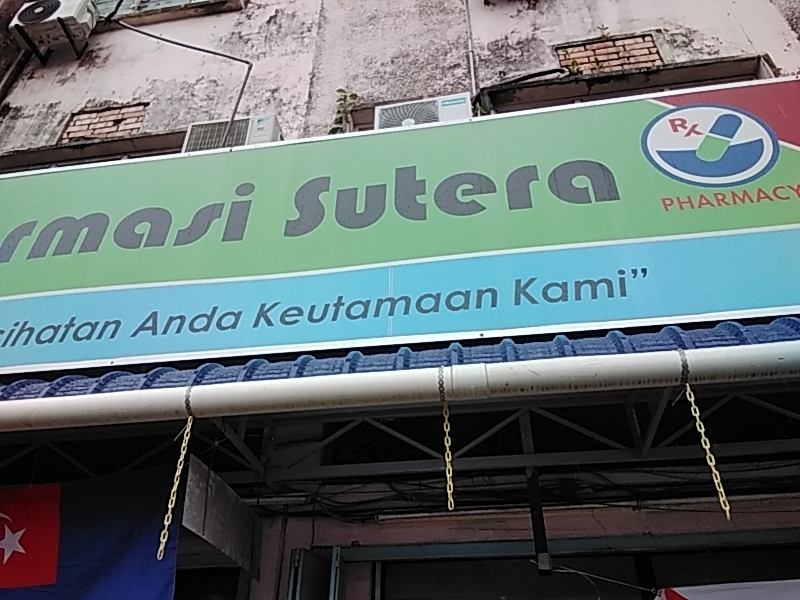 rmasi Sutera
RX
PHARMACY
sihatan Anda Keutamaan Kami”